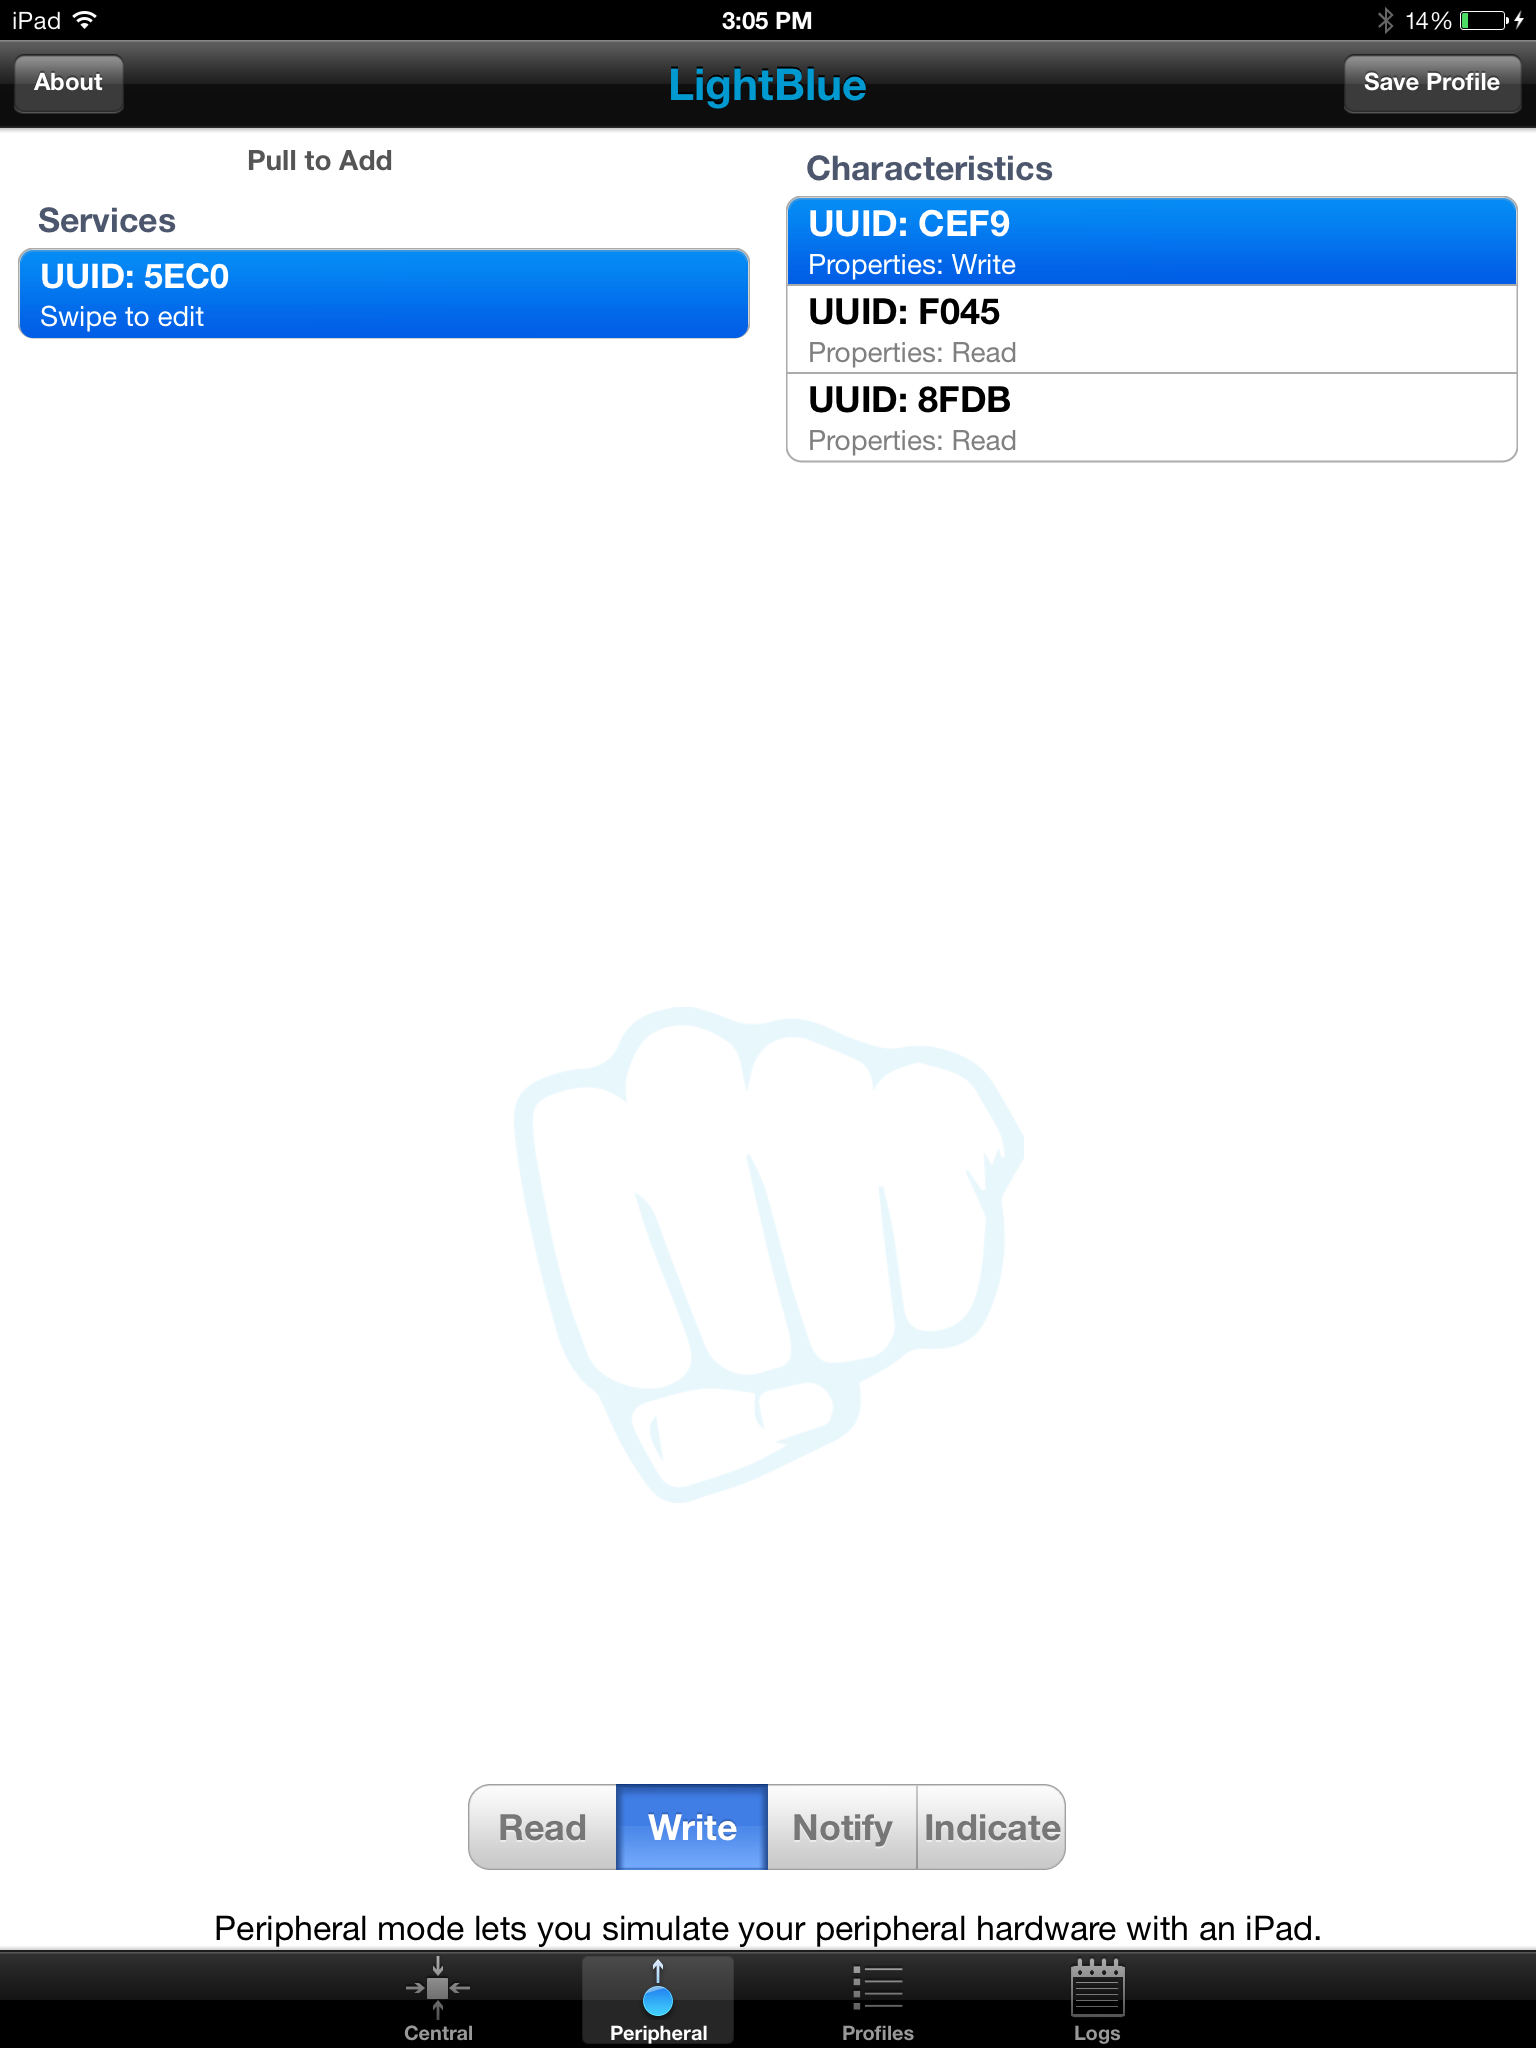 iPad
3:05 PM
14%
About
LightBlue
Save Profile
Pull to Add
Services
UUID: 5EC0
Swipe to edit
Characteristics
UUID: CEF9
Properties: Write
UUID: F045
Properties: Read
UUID: 8FDB
Properties: Read
Read
Write
Notify
Indicate
Peripheral mode lets you simulate your peripheral hardware with an iPad.
Central
Peripheral
Profiles
Logs